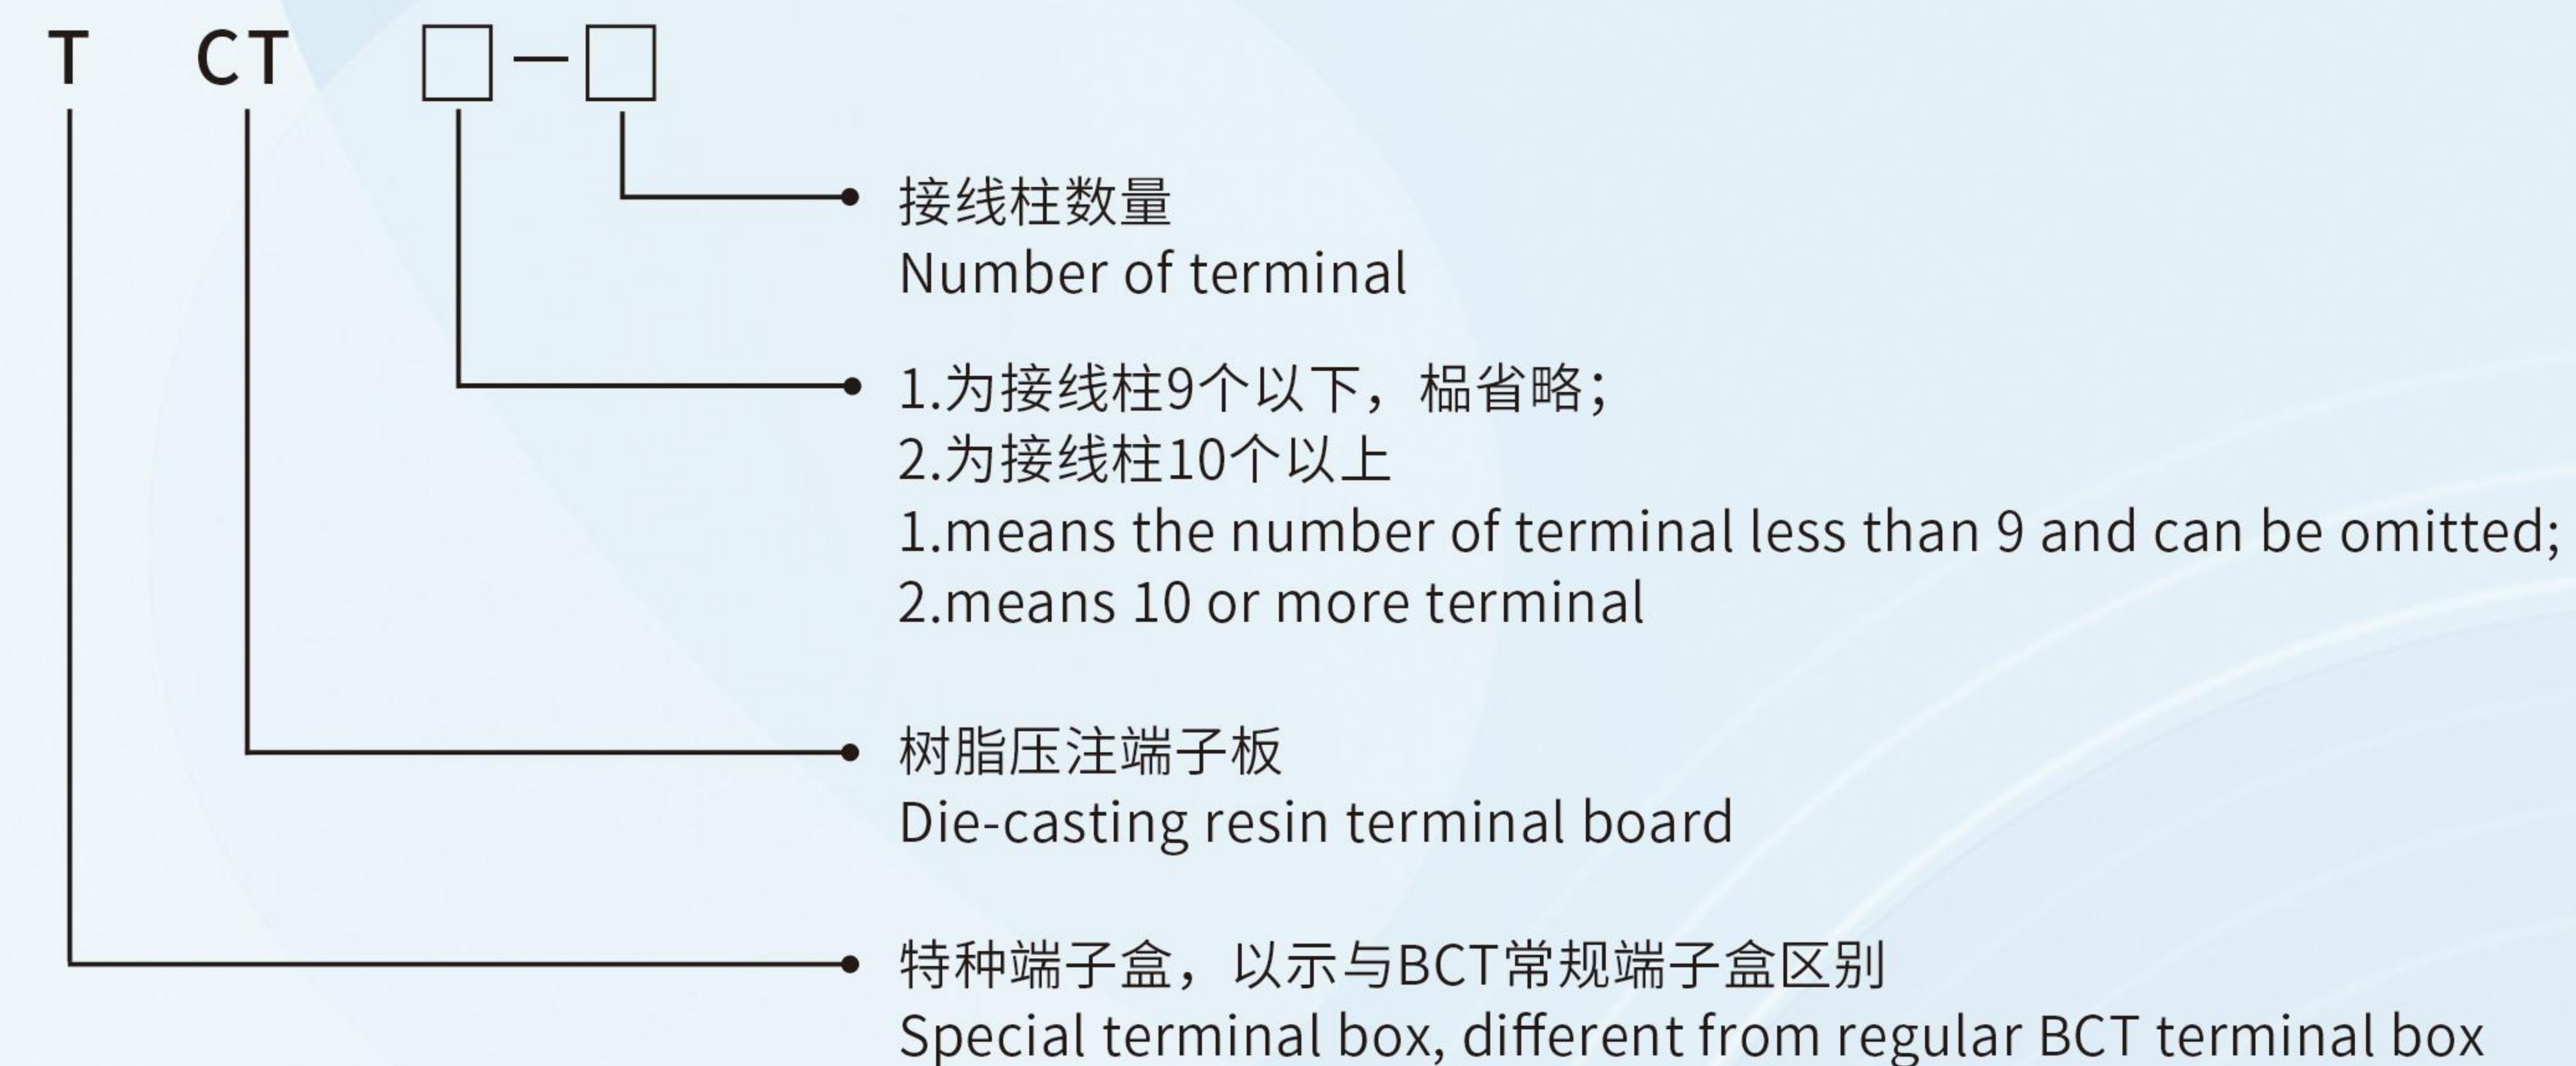 T CT □－□
接线柱数量
Number of terminal
1.为接线柱9个以下，榀省略；
2.为接线柱10个以上
1.means the number of terminal less than 9 and can be omitted;
2.means 10 or more terminal
树脂压注端子板
Die-casting resin terminal board
特种端子盒，以示与BCT常规端子盒区别
Special terminal box, different from regular BCT terminal box